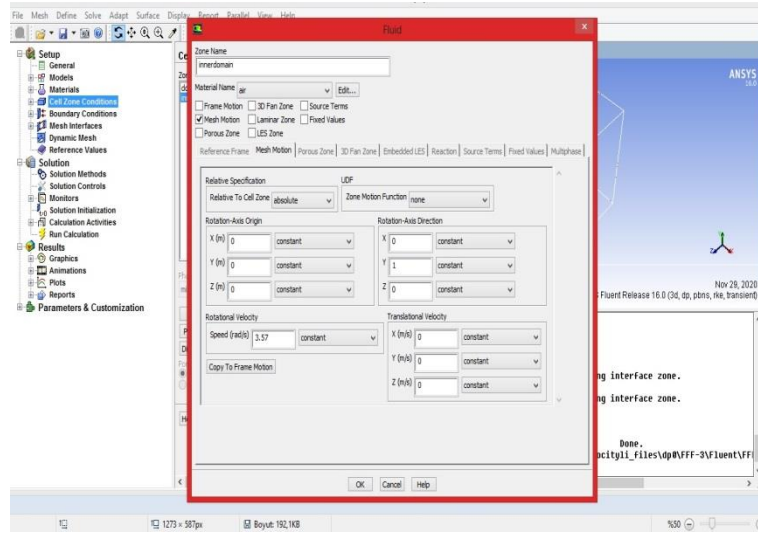 File Mesh Define Solve Adapt Surface Display Report Parallel View Help
Fluid
Setup
General
Models
Materials
Cell Zone Conditions
Boundary Conditions
Mesh Interfaces
Dynamic Mesh
Reference Values
Solution
Solution Methods
Solution Controls
Monitors
Solution Initialization
Calculation Activities
Run Calculation
Results
Graphics
Animations
Plots
Reports
Parameters & Customization
Zone Name
innerdomain
Material Name air Edit...
Frame Motion 3D Fan Zone Source Terms
Mesh Motion Laminar Zone Fixed Values
Porous Zone LES Zone
Reference Frame Mesh Motion Porous Zone 3D Fan Zone Embedded LES Reaction Source Terms Fixed Values Multiphase
Relative Specification UDF
Relative To Cell Zone absolute Zone Motion Function none
Rotation-Axis Origin Rotation-Axis Direction
X (m) 0 constant X 0 constant
Y (m) 0 constant Y 1 constant
Z (m) 0 constant Z 0 constant
Rotational Velocity Translational Velocity
Speed (rad/s) 3.57 constant X (m/s) 0 constant
Copy To Frame Motion Y (m/s) 0 constant
Z (m/s) 0 constant
OK Cancel Help
ANSYS
16.0
Nov 29, 2020
Fluent Release 16.0 (3d, dp, pbns, rke, transient)
ng interface zone.
ng interface zone.
Done.
ocityli_files\dp0\FFF-3\Fluent\FF
1273 × 587px Boyut: 192,1KB %50